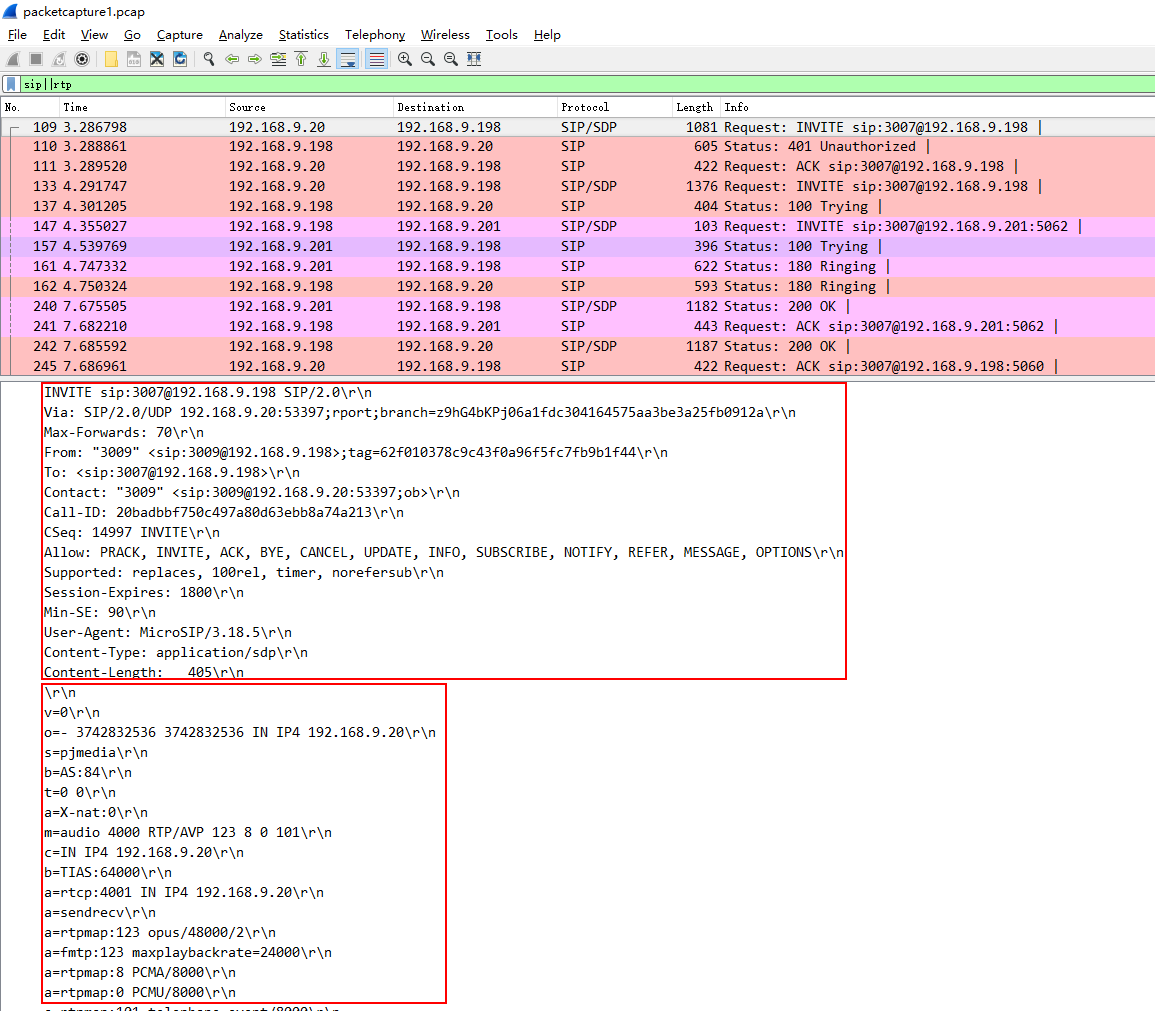 packetcapture1.pcap
File Edit View Go Capture Analyze Statistics Telephony Wireless Tools Help
sip||rtp
No. Time Source Destination Protocol Length Info
109 3.286798 192.168.9.20 192.168.9.198 SIP/SDP 1081 Request: INVITE sip:3007@192.168.9.198 |
110 3.288861 192.168.9.198 192.168.9.20 SIP 605 Status: 401 Unauthorized |
111 3.289520 192.168.9.20 192.168.9.198 SIP 422 Request: ACK sip:3007@192.168.9.198 |
133 4.291747 192.168.9.20 192.168.9.198 SIP/SDP 1376 Request: INVITE sip:3007@192.168.9.198 |
137 4.301205 192.168.9.198 192.168.9.20 SIP 404 Status: 100 Trying |
147 4.355027 192.168.9.198 192.168.9.201 SIP/SDP 103 Request: INVITE sip:3007@192.168.9.201:5062 |
157 4.539769 192.168.9.201 192.168.9.198 SIP 396 Status: 100 Trying |
161 4.747332 192.168.9.201 192.168.9.198 SIP 622 Status: 180 Ringing |
162 4.750324 192.168.9.198 192.168.9.20 SIP 593 Status: 180 Ringing |
240 7.675505 192.168.9.201 192.168.9.198 SIP/SDP 1182 Status: 200 OK |
241 7.682210 192.168.9.198 192.168.9.201 SIP 443 Request: ACK sip:3007@192.168.9.201:5062 |
242 7.685592 192.168.9.198 192.168.9.20 SIP/SDP 1187 Status: 200 OK |
245 7.686961 192.168.9.20 192.168.9.198 SIP 422 Request: ACK sip:3007@192.168.9.198:5060 |
INVITE sip:3007@192.168.9.198 SIP/2.0\r\n
Via: SIP/2.0/UDP 192.168.9.20:53397;rport;branch=z9hG4bKPj06a1fdc304164575aa3be3a25fb0912a\r\n
Max-Forwards: 70\r\n
From: "3009" <sip:3009@192.168.9.198>;tag=62f010378c9c43f0a96f5fc7fb9b1f44\r\n
To: <sip:3007@192.168.9.198>\r\n
Contact: "3009" <sip:3009@192.168.9.20:53397;ob>\r\n
Call-ID: 20badbbf750c497a80d63ebb8a74a213\r\n
CSeq: 14997 INVITE\r\n
Allow: PRACK, INVITE, ACK, BYE, CANCEL, UPDATE, INFO, SUBSCRIBE, NOTIFY, REFER, MESSAGE, OPTIONS\r\n
Supported: replaces, 100rel, timer, norefersub\r\n
Session-Expires: 1800\r\n
Min-SE: 90\r\n
User-Agent: MicroSIP/3.18.5\r\n
Content-Type: application/sdp\r\n
Content-Length:   405\r\n
\r\n
v=0\r\n
o=- 3742832536 3742832536 IN IP4 192.168.9.20\r\n
s=pjmedia\r\n
b=AS:84\r\n
t=0 0\r\n
a=X-nat:0\r\n
m=audio 4000 RTP/AVP 123 8 0 101\r\n
c=IN IP4 192.168.9.20\r\n
b=TIAS:64000\r\n
a=rtcp:4001 IN IP4 192.168.9.20\r\n
a=sendrecv\r\n
a=rtpmap:123 opus/48000/2\r\n
a=fmtp:123 maxplaybackrate=24000\r\n
a=rtpmap:8 PCMA/8000\r\n
a=rtpmap:0 PCMU/8000\r\n
a=rtpmap:101 telephone-event/8000\r\n